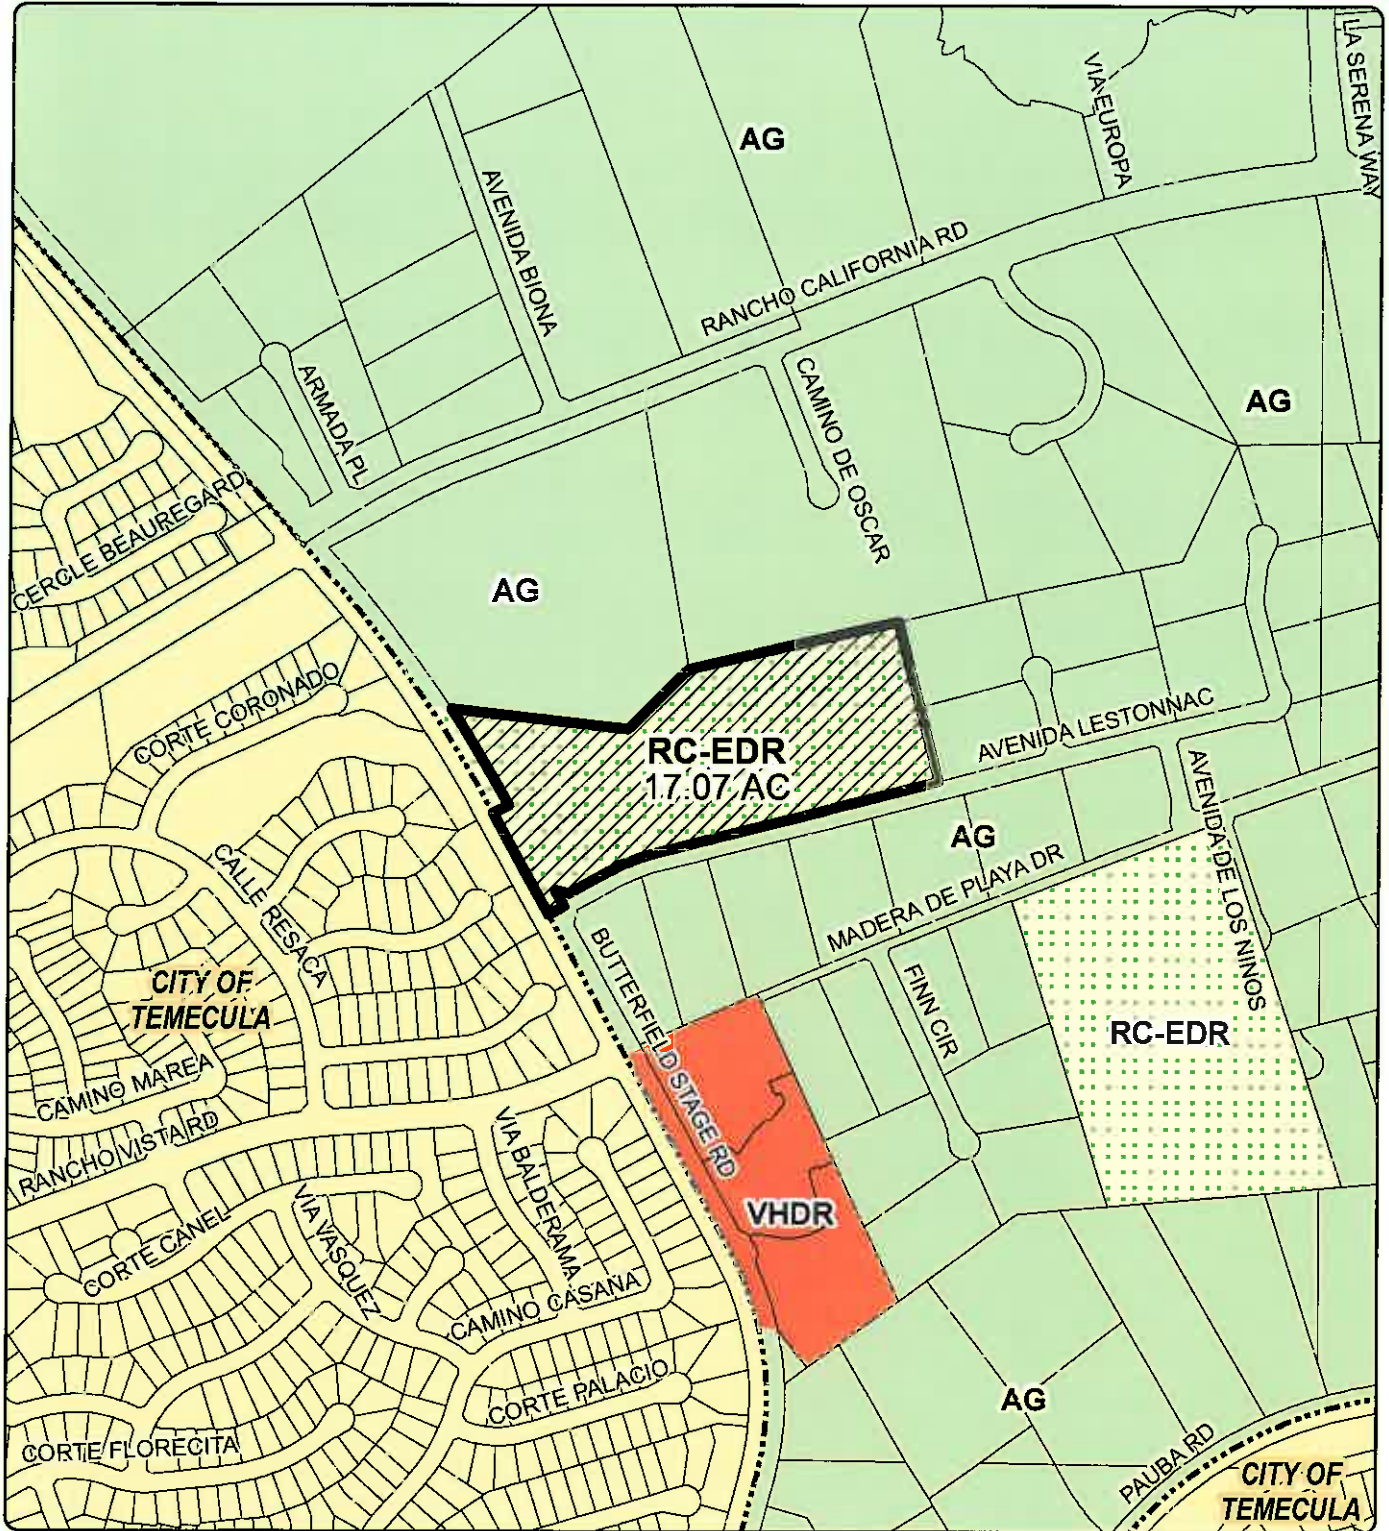 LA SERENA WAY
VIA EUROPA
AG
AVENIDA BIONA
RANCHO CALIFORNIA RD
ARMADA PL
CAMINO DE OSCAR
AG
CERCLE BEAUREGARD
AG
CORTE CORONADO
RC-EDR
17.07 AC
AVENIDA LESTONNAC
AVENIDA DE LOS NINOS
AG
MADERA DE PLAYA DR
CALLE RESACA
CITY OF
TEMECULA
BUTTERFIELD STAGE RD
FINN CIR
RC-EDR
CAMINO MAREA
RANCHO VISTA RD
VIA BALDERAMA
VHDR
CORTE CANEL
VIA VASQUEZ
CAMINO CASANA
CORTE PALACIO
AG
CORTE FLORECITA
PAUBA RD
CITY OF
TEMECULA